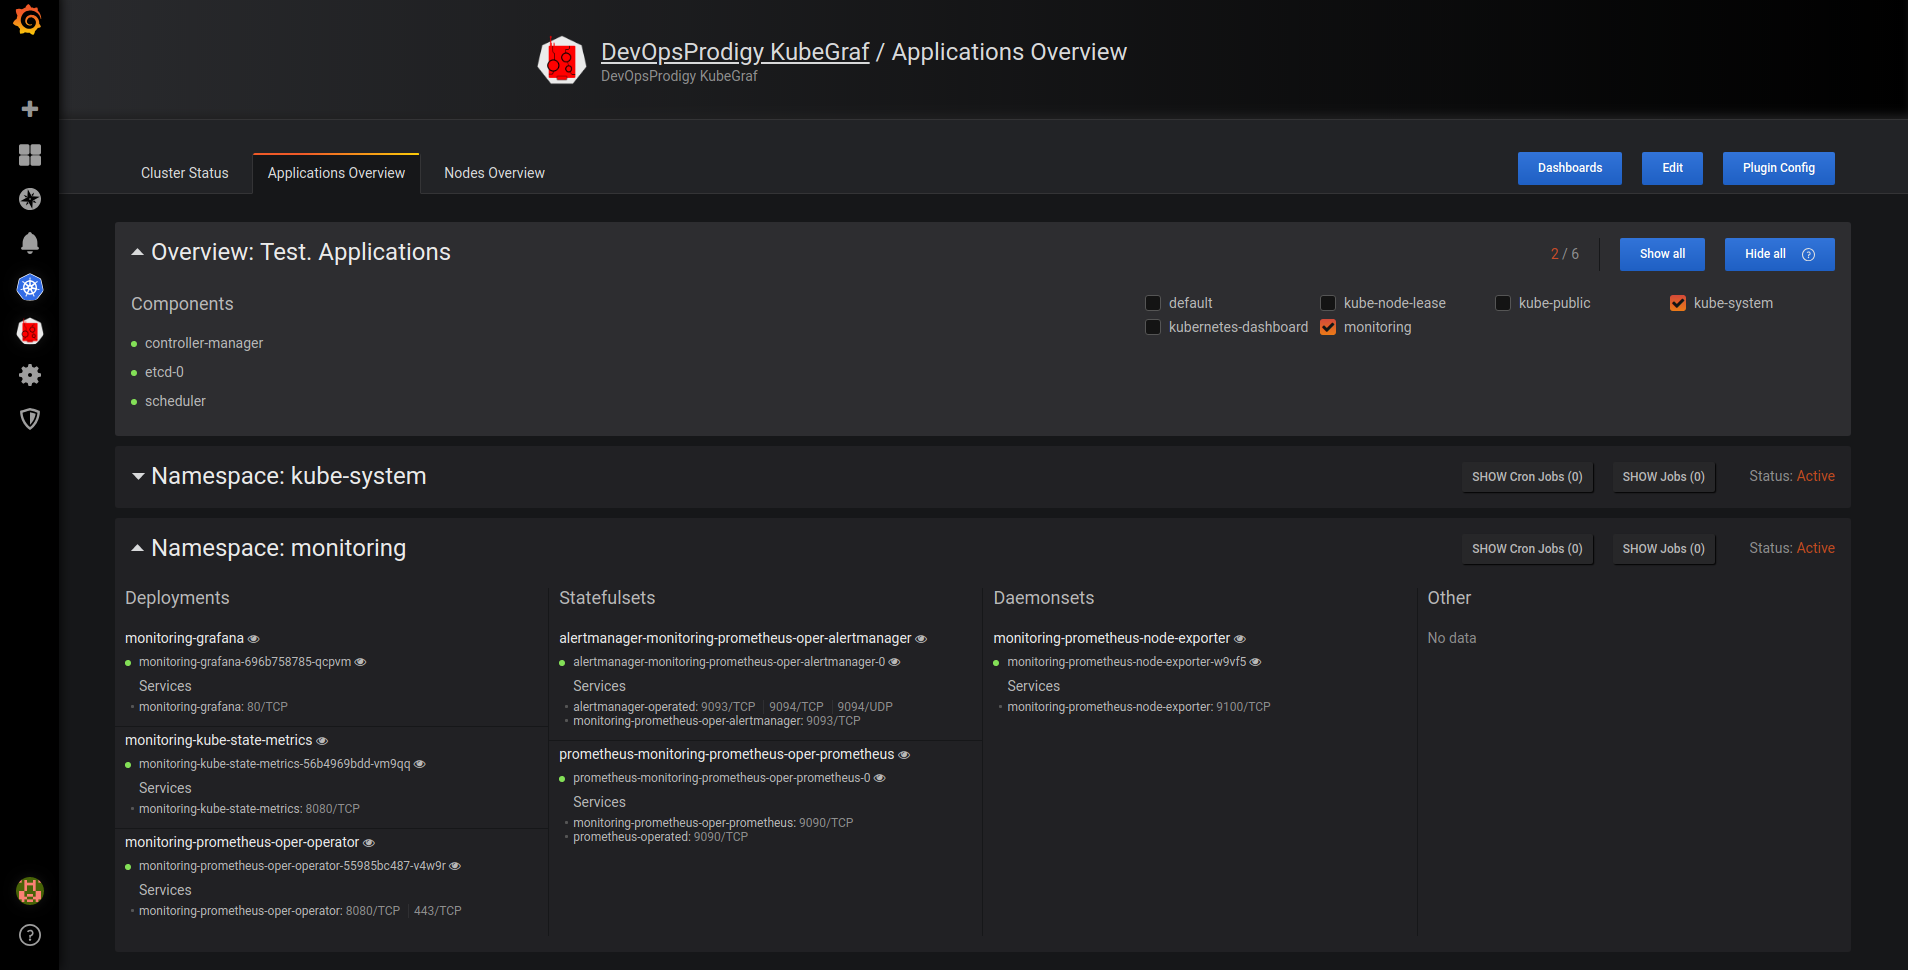 DevOpsProdigy KubeGraf / Applications Overview
DevOpsProdigy KubeGraf
Cluster Status
Applications Overview
Nodes Overview
Dashboards
Edit
Plugin Config
Overview: Test. Applications
2 / 6
Show all
Hide all ?
Components
controller-manager
etcd-0
scheduler
default
kube-node-lease
kube-public
kube-system
kubernetes-dashboard
monitoring
Namespace: kube-system
SHOW Cron Jobs (0)
SHOW Jobs (0)
Status: Active
Namespace: monitoring
SHOW Cron Jobs (0)
SHOW Jobs (0)
Status: Active
Deployments
monitoring-grafana
monitoring-grafana-696b758785-qcpvm
Services
monitoring-grafana: 80/TCP
monitoring-kube-state-metrics
monitoring-kube-state-metrics-56b4969bdd-vm9qq
Services
monitoring-kube-state-metrics: 8080/TCP
monitoring-prometheus-oper-operator
monitoring-prometheus-oper-operator-55985bc487-v4w9r
Services
monitoring-prometheus-oper-operator: 8080/TCP 443/TCP
Statefulsets
alertmanager-monitoring-prometheus-oper-alertmanager
alertmanager-monitoring-prometheus-oper-alertmanager-0
Services
alertmanager-operated: 9093/TCP 9094/TCP 9094/UDP
monitoring-prometheus-oper-alertmanager: 9093/TCP
prometheus-monitoring-prometheus-oper-prometheus
prometheus-monitoring-prometheus-oper-prometheus-0
Services
monitoring-prometheus-oper-prometheus: 9090/TCP
prometheus-operated: 9090/TCP
Daemonsets
monitoring-prometheus-node-exporter
monitoring-prometheus-node-exporter-w9vf5
Services
monitoring-prometheus-node-exporter: 9100/TCP
Other
No data
?